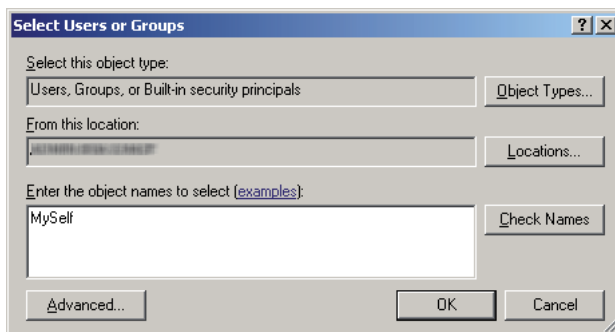 Select Users or Groups
Select this object type:
Users, Groups, or Built-in security principals
Object Types...
From this location:
Locations...
Enter the object names to select (examples):
MySelf
Check Names
Advanced...
OK
Cancel